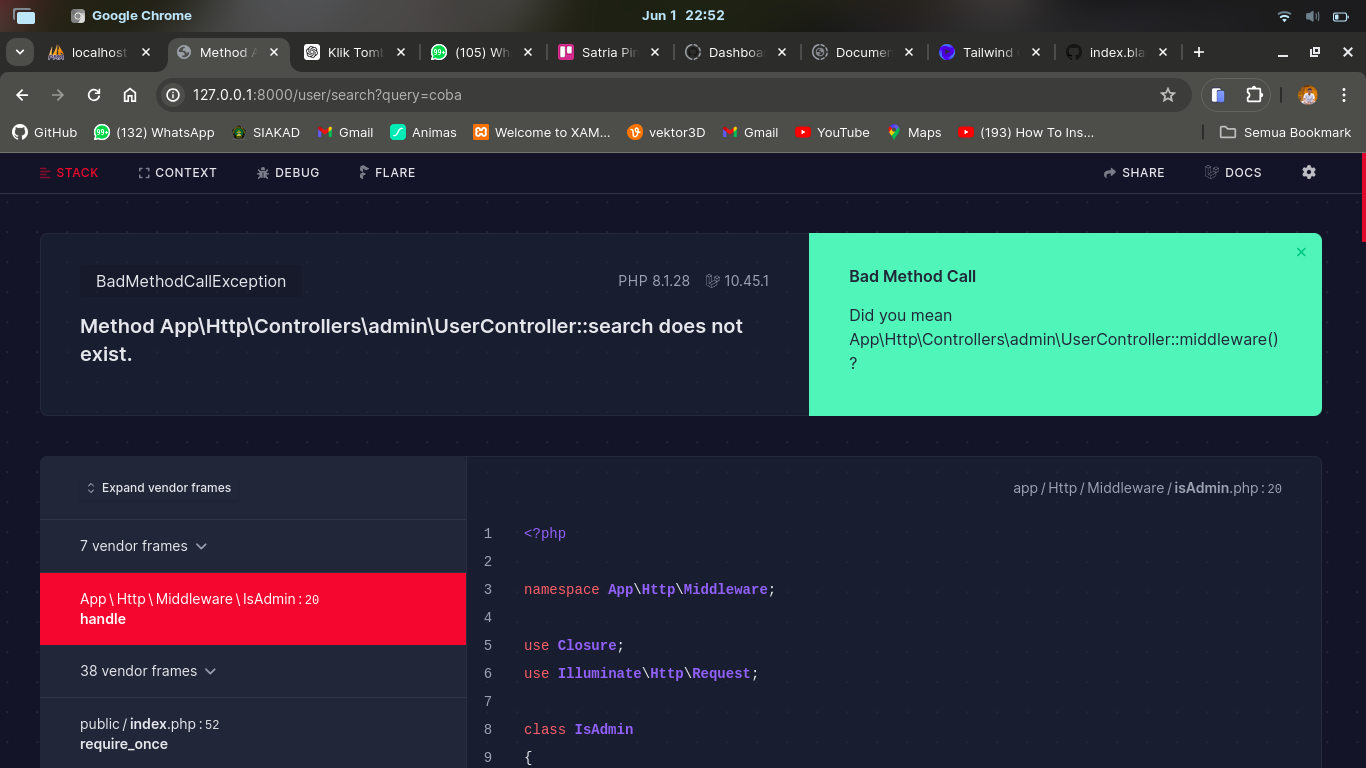 Google Chrome
Jun 1 22:52
localhost
Method A
Klik Tomb
(105) Wh
Satria Pin
Dashboa
Documen
Tailwind
index.bla
127.0.0.1:8000/user/search?query=coba
GitHub
(132) WhatsApp
SIAKAD
Gmail
Animas
Welcome to XAM...
vektor3D
Gmail
YouTube
Maps
(193) How To Ins...
Semua Bookmark
STACK
CONTEXT
DEBUG
FLARE
SHARE
DOCS
BadMethodCallException
PHP 8.1.28
10.45.1
Method App\Http\Controllers\admin\UserController::search does not
exist.
Bad Method Call
Did you mean
App\Http\Controllers\admin\UserController::middleware()
?
Expand vendor frames
7 vendor frames
App\Http\Middleware\IsAdmin:20
handle
38 vendor frames
public/index.php:52
require_once
app/Http/Middleware/isAdmin.php:20
1 <?php
2
3 namespace App\Http\Middleware;
4
5 use Closure;
6 use Illuminate\Http\Request;
7
8 class IsAdmin
9 {